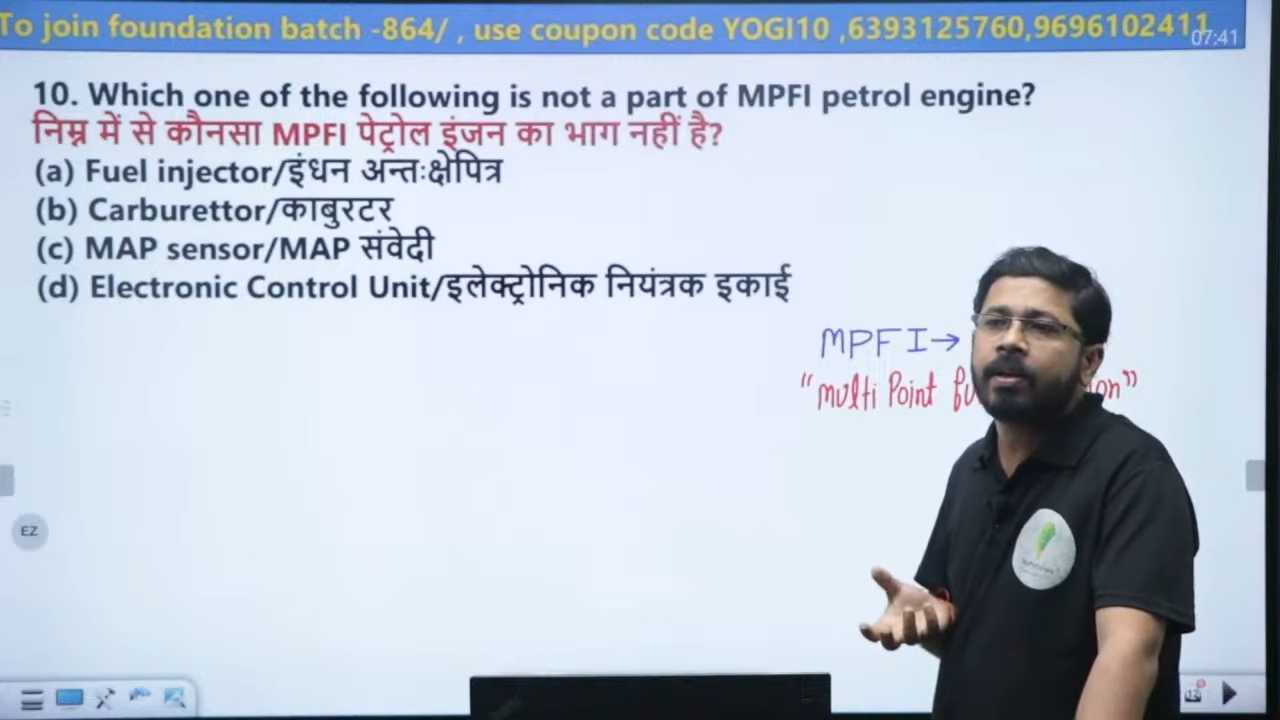 To join foundation batch -864/ , use coupon code YOGI10 ,6393125760,9696102411
07:41
10. Which one of the following is not a part of MPFI petrol engine?
निम्न में से कौनसा MPFI पेट्रोल इंजन का भाग नहीं है?
(a) Fuel injector/इंधन अन्तःक्षेपित्र
(b) Carburettor/काबुरटर
(c) MAP sensor/MAP संवेदी
(d) Electronic Control Unit/इलेक्ट्रोनिक नियंत्रक इकाई
MPFI→
"multi Point fu on"
EZ